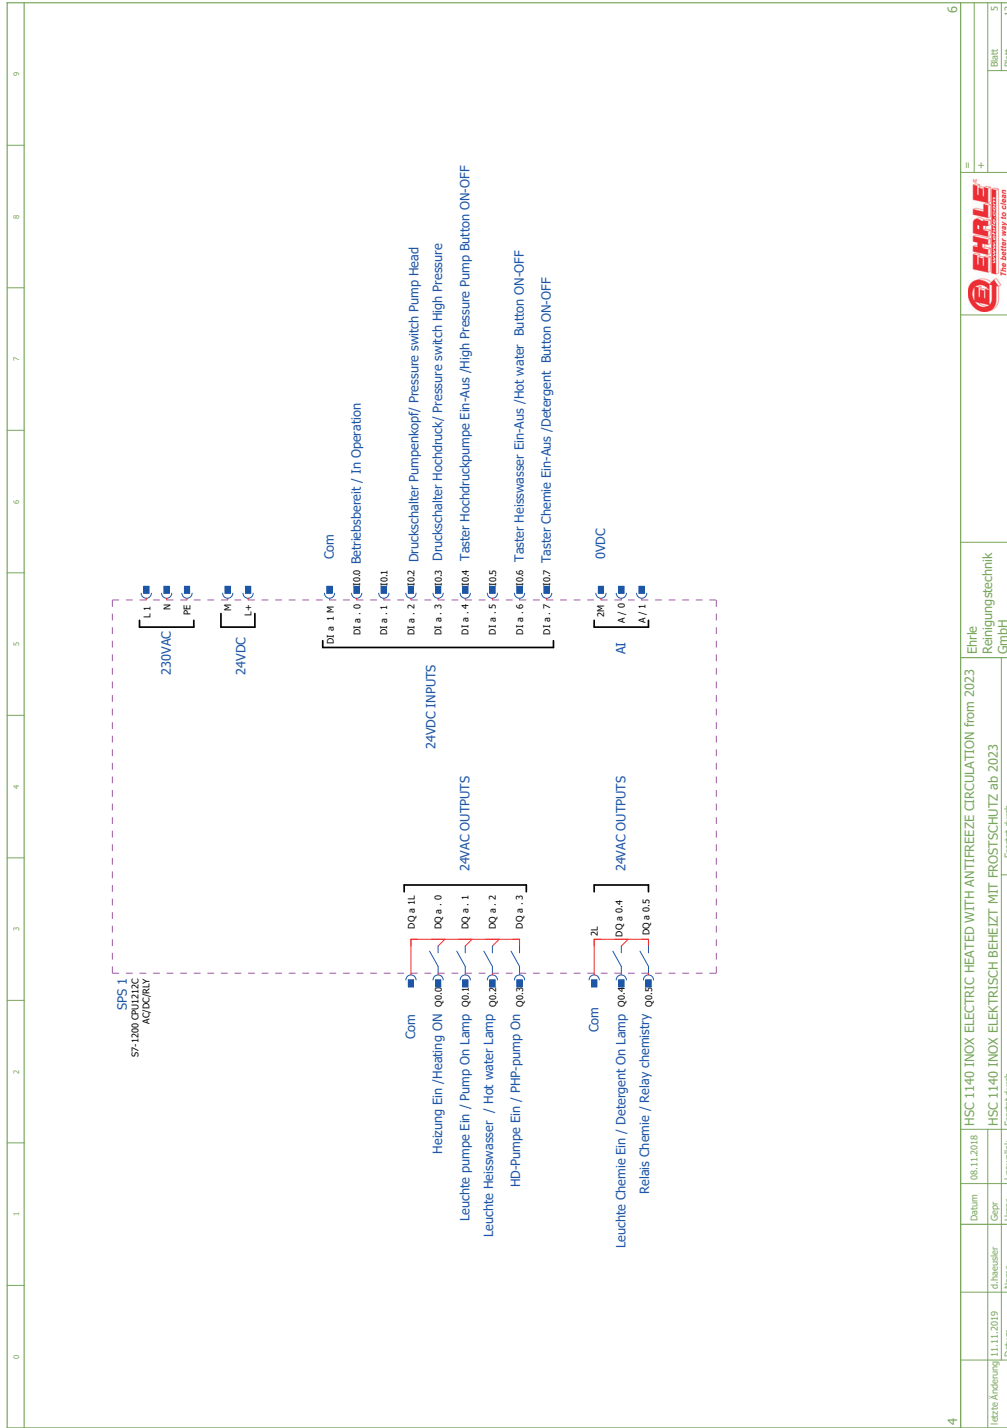 0 1 2 3 4 5 6 7 8 9
SPS 1
S7-1200 CPU1212C
AC/DC/RLY
230VAC
L 1
N
PE
24VDC
M
L+
24VDC INPUTS
DI a 1 M Com
DI a . 0 I0.0 Betriebsbereit / In Operation
DI a . 1 I0.1
DI a . 2 I0.2 Druckschalter Pumpenkopf/ Pressure switch Pump Head
DI a . 3 I0.3 Druckschalter Hochdruck/ Pressure switch High Pressure
DI a . 4 I0.4 Taster Hochdruckpumpe Ein-Aus /High Pressure Pump Button ON-OFF
DI a . 5 I0.5
DI a . 6 I0.6 Taster Heisswasser Ein-Aus /Hot water Button ON-OFF
DI a . 7 I0.7 Taster Chemie Ein-Aus /Detergent Button ON-OFF
AI
2M 0VDC
A / 0
A / 1
24VAC OUTPUTS
Com DQ a 1L
Heizung Ein /Heating ON Q0.0 DQ a . 0
Leuchte pumpe Ein / Pump On Lamp Q0.1 DQ a . 1
Leuchte Heisswasser / Hot water Lamp Q0.2 DQ a . 2
HD-Pumpe Ein / PHP-pump On Q0.3 DQ a . 3
24VAC OUTPUTS
Com 2L
Leuchte Chemie Ein / Detergent On Lamp Q0.4 DQ a 0.4
Relais Chemie / Relay chemistry Q0.5 DQ a 0.5
4 6
Datum 08.11.2018 HSC 1140 INOX ELECTRIC HEATED WITH ANTIFREEZE CIRCULATION from 2023
letzte Änderung 11.11.2019 d.haeusler Gepr HSC 1140 INOX ELEKTRISCH BEHEIZT MIT FROSTSCHUTZ ab 2023
Ehrle
Reinigungstechnik
GmbH
EHRLE
The better way to clean
=
+
Blatt 5